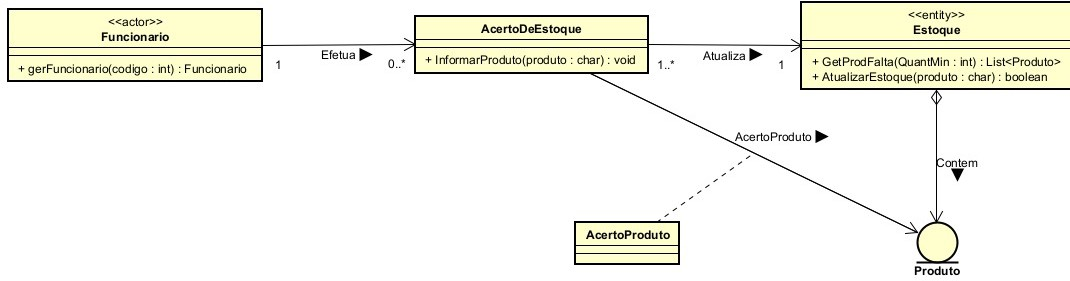 <<actor>>
Funcionario
+ gerFuncionario(codigo : int) : Funcionario
1
Efetua
0..*
AcertoDeEstoque
+ InformarProduto(produto : char) : void
1..*
Atualiza
1
<<entity>>
Estoque
+ GetProdFalta(QuantMin : int) : List<Produto>
+ AtualizarEstoque(produto : char) : boolean
AcertoProduto
Contem
AcertoProduto
Produto